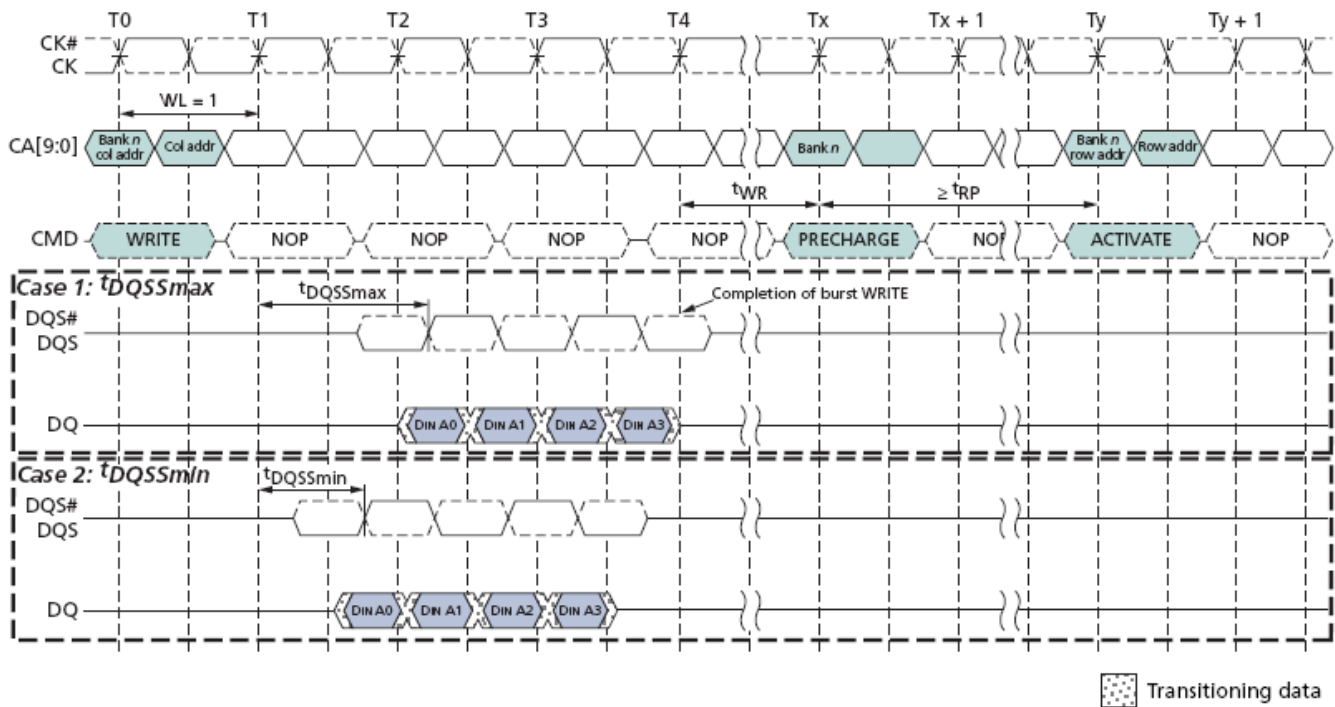 T0 T1 T2 T3 T4 Tx Tx + 1 Ty Ty + 1
CK#
CK
WL = 1
CA[9:0] Bank n col addr Col addr Bank n Bank n row addr Row addr
tWR ≥ tRP
CMD WRITE NOP NOP NOP NOP PRECHARGE NOP ACTIVATE NOP
Case 1: tDQSSmax
tDQSSmax
Completion of burst WRITE
DQS#
DQS
DQ DIN A0 DIN A1 DIN A2 DIN A3
Case 2: tDQSSmin
tDQSSmin
DQS#
DQS
DQ DIN A0 DIN A1 DIN A2 DIN A3
Transitioning data